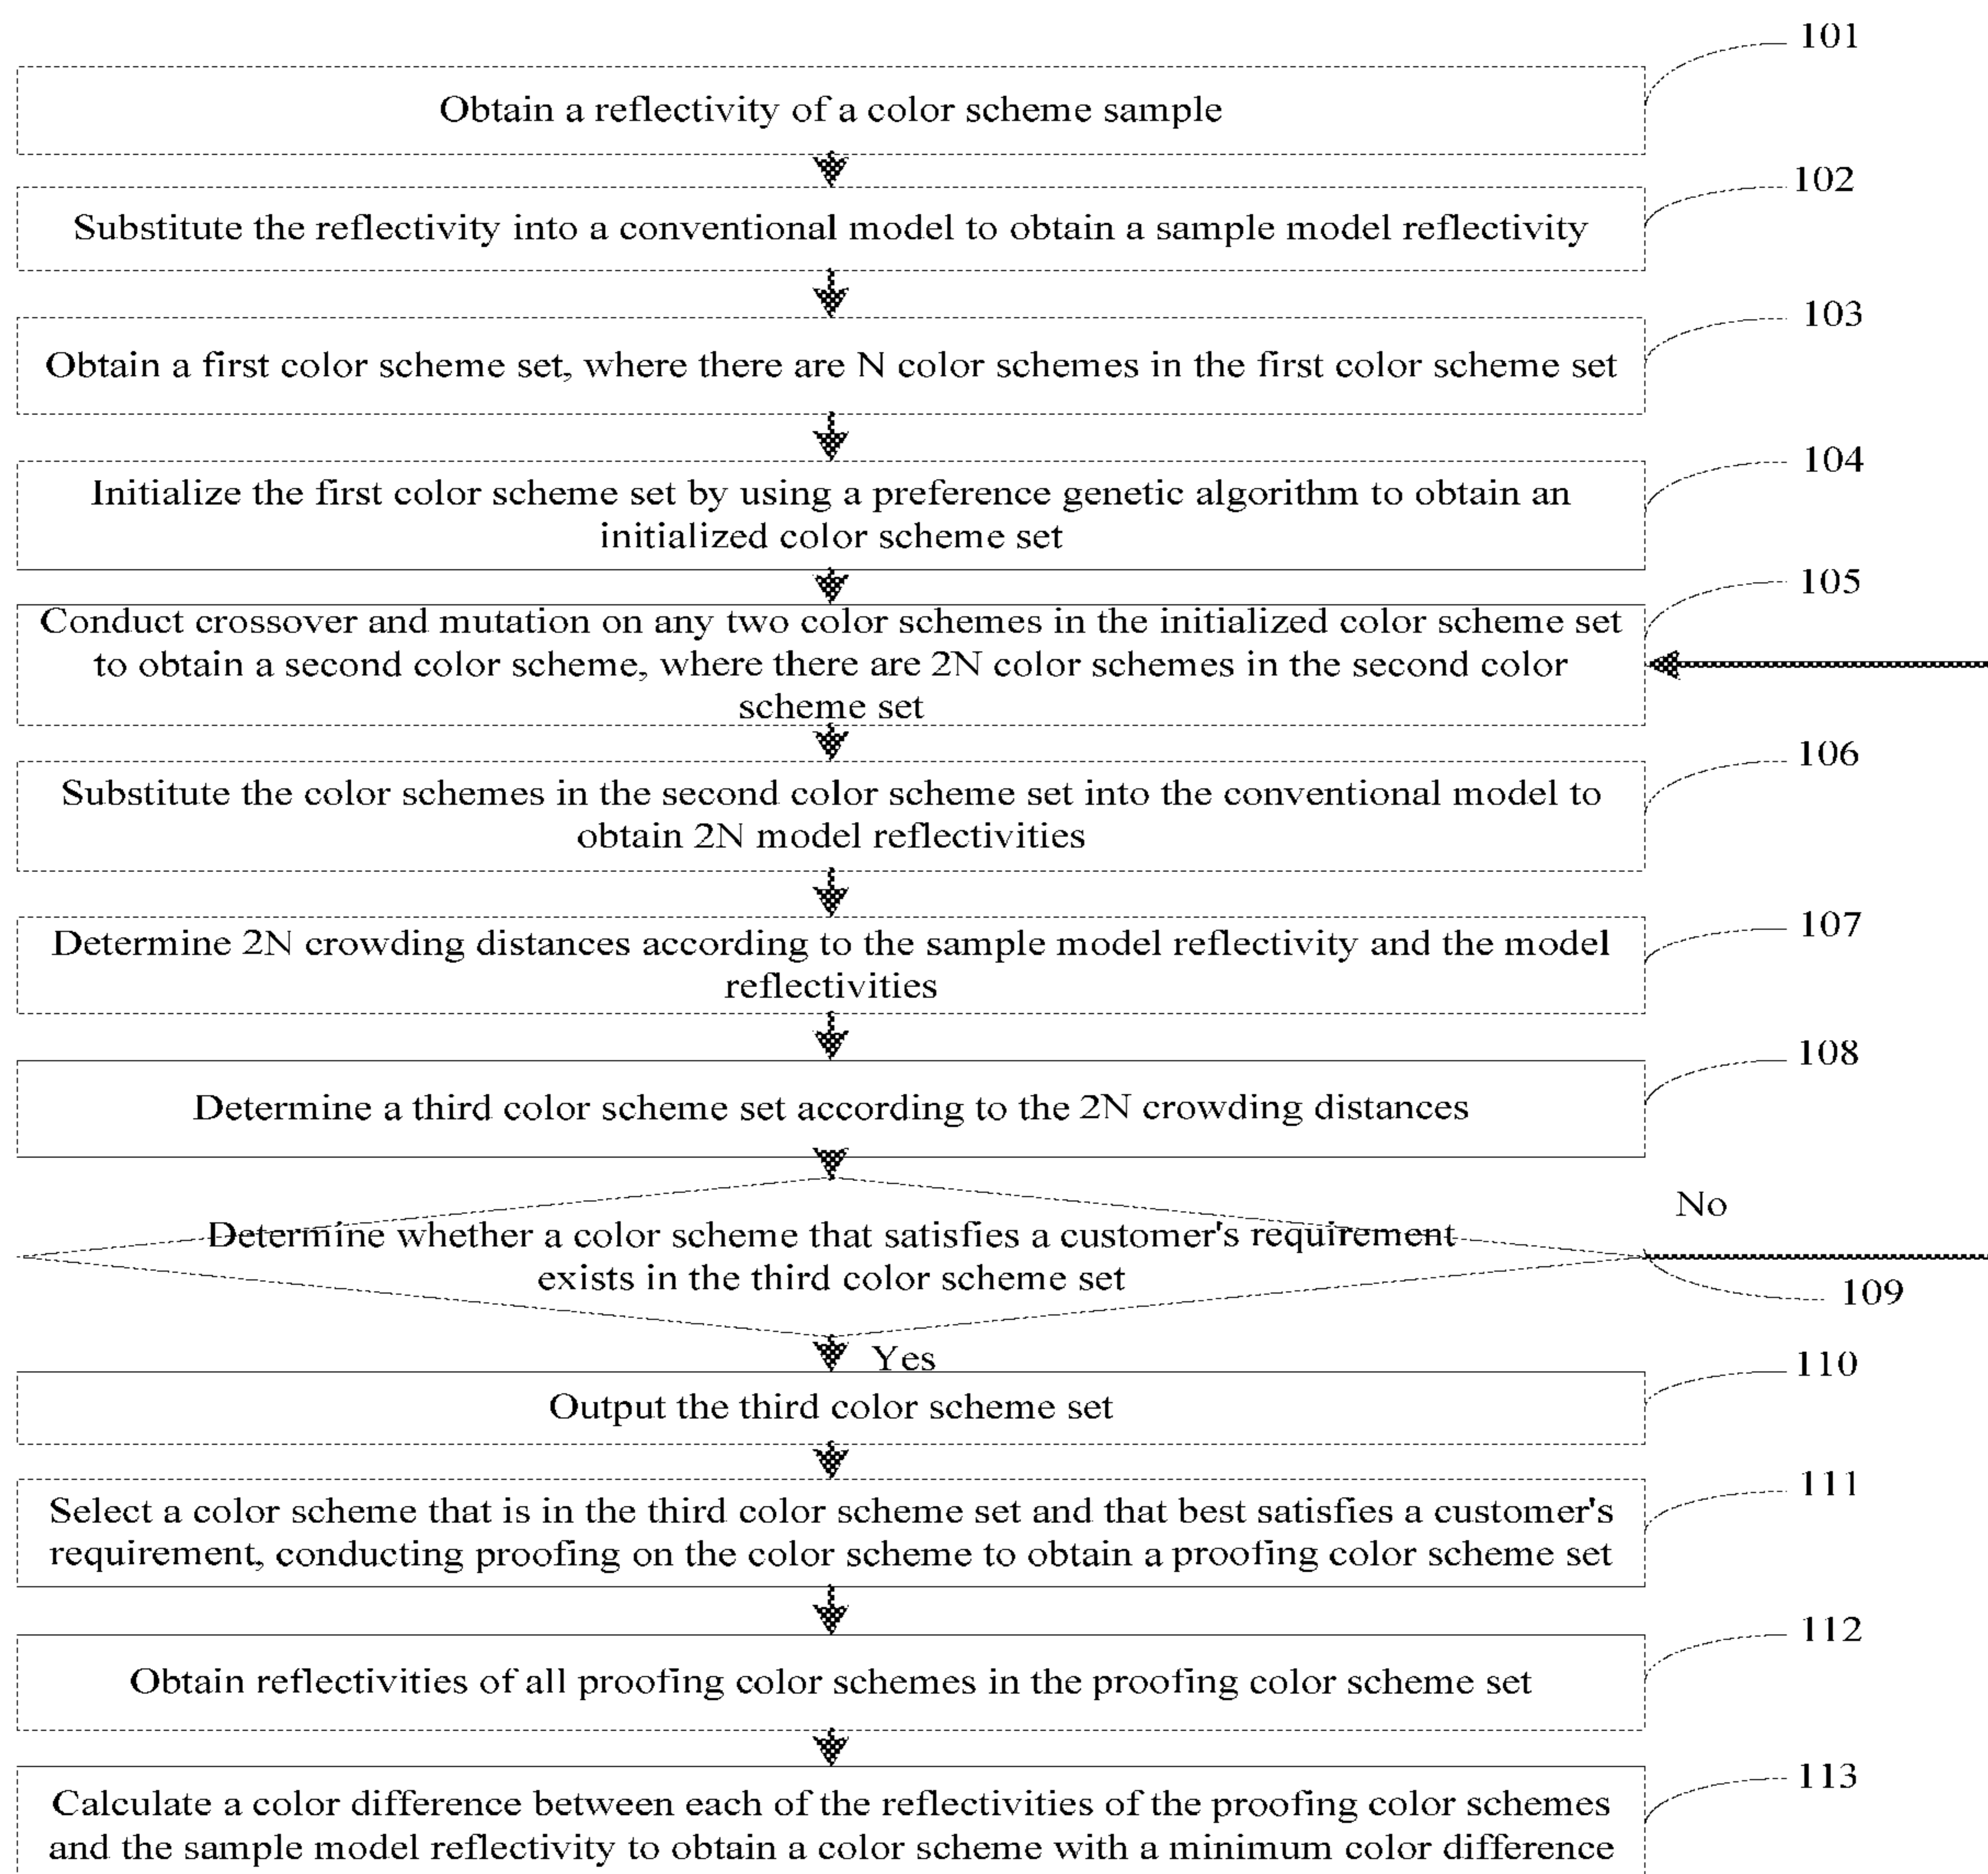 101
Obtain a reflectivity of a color scheme sample
102
Substitute the reflectivity into a conventional model to obtain a sample model reflectivity
103
Obtain a first color scheme set, where there are N color schemes in the first color scheme set
104
Initialize the first color scheme set by using a preference genetic algorithm to obtain an
initialized color scheme set
105
Conduct crossover and mutation on any two color schemes in the initialized color scheme set
to obtain a second color scheme, where there are 2N color schemes in the second color
scheme set
106
Substitute the color schemes in the second color scheme set into the conventional model to
obtain 2N model reflectivities
107
Determine 2N crowding distances according to the sample model reflectivity and the model
reflectivities
108
Determine a third color scheme set according to the 2N crowding distances
No
Determine whether a color scheme that satisfies a customer's requirement
exists in the third color scheme set
109
Yes
110
Output the third color scheme set
111
Select a color scheme that is in the third color scheme set and that best satisfies a customer's
requirement, conducting proofing on the color scheme to obtain a proofing color scheme set
112
Obtain reflectivities of all proofing color schemes in the proofing color scheme set
113
Calculate a color difference between each of the reflectivities of the proofing color schemes
and the sample model reflectivity to obtain a color scheme with a minimum color difference